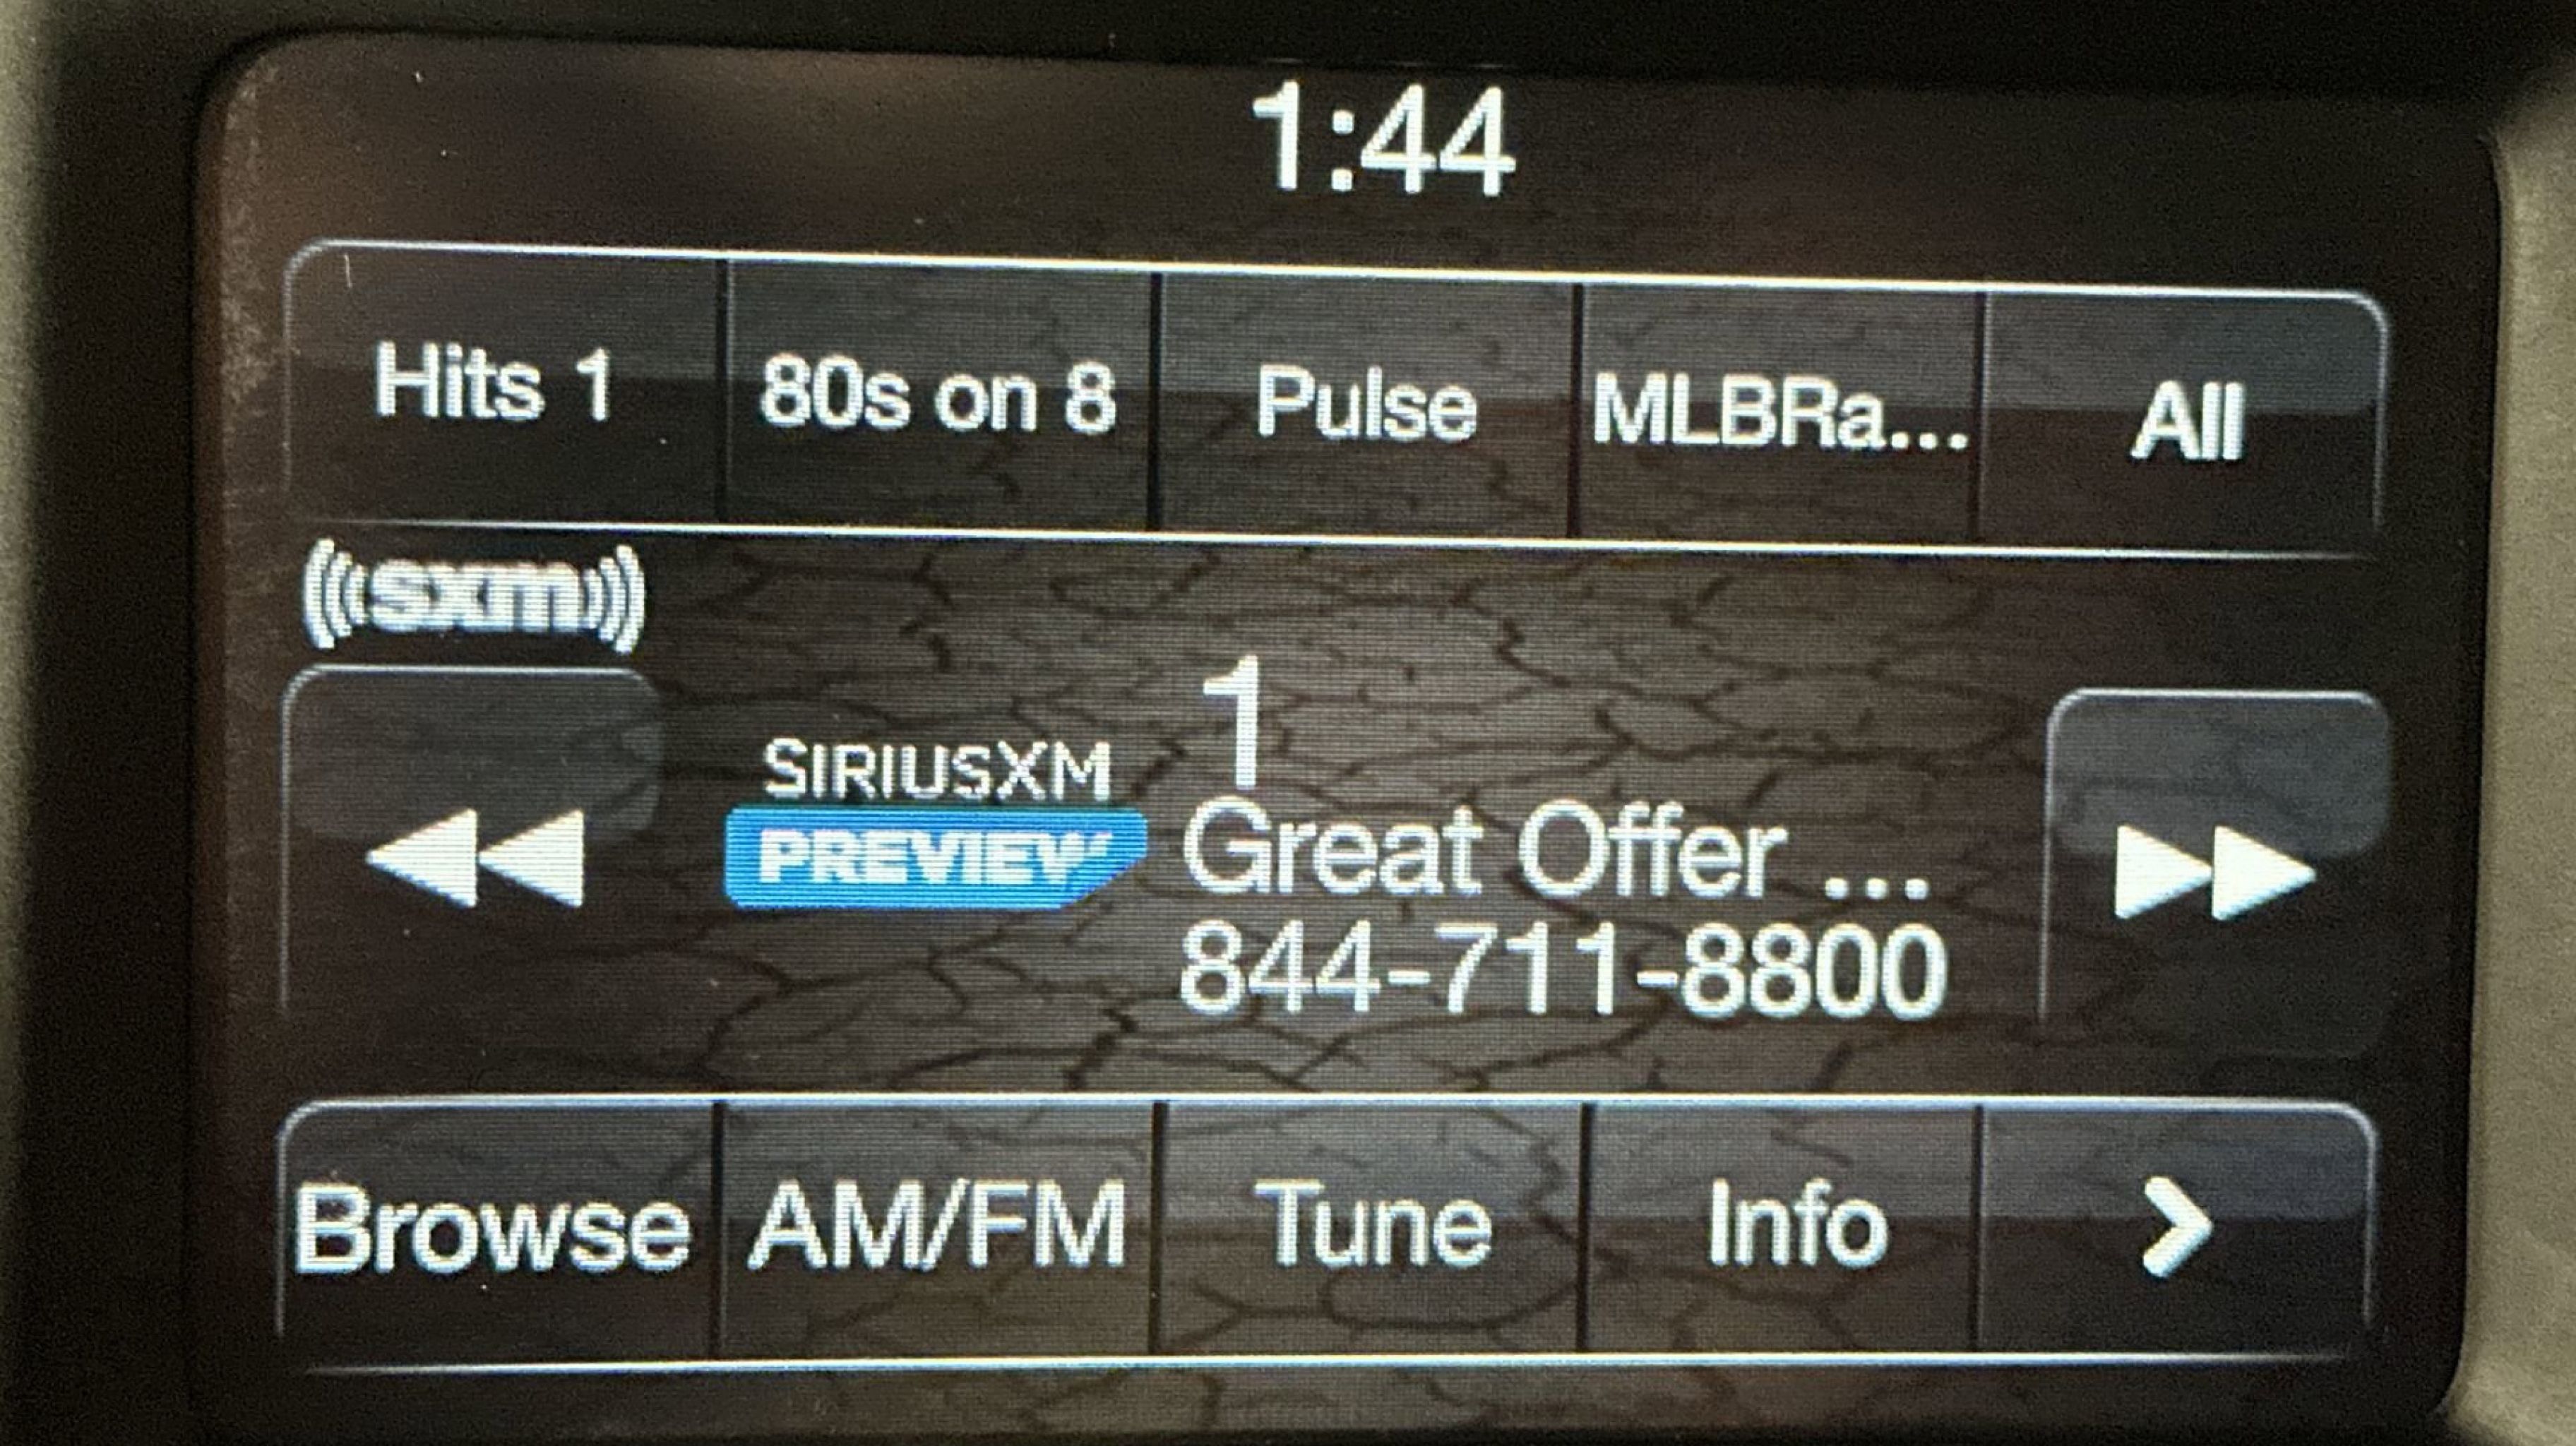 1:44
Hits 1 80s on 8 Pulse MLBRa... All
((( sxm )))
1
SIRIUSXM
PREVIEW
Great Offer ...
844-711-8800
Browse AM/FM Tune Info >